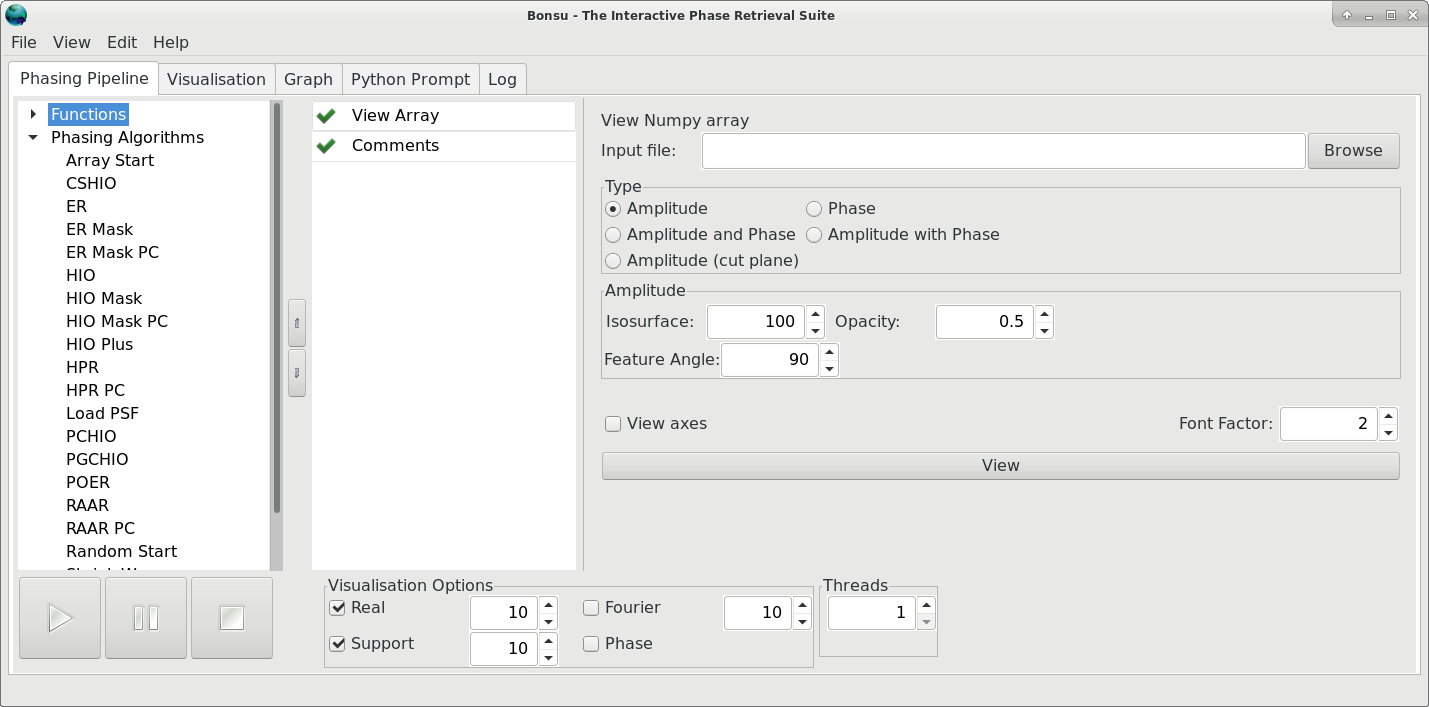 Bonsu - The Interactive Phase Retrieval Suite
File View Edit Help
Phasing Pipeline Visualisation Graph Python Prompt Log
Functions
Phasing Algorithms
Array Start
CSHIO
ER
ER Mask
ER Mask PC
HIO
HIO Mask
HIO Mask PC
HIO Plus
HPR
HPR PC
Load PSF
PCHIO
PGCHIO
POER
RAAR
RAAR PC
Random Start
View Array
Comments
View Numpy array
Input file: Browse
Type
Amplitude Phase
Amplitude and Phase Amplitude with Phase
Amplitude (cut plane)
Amplitude
Isosurface: 100 Opacity: 0.5
Feature Angle: 90
View axes Font Factor: 2
View
Visualisation Options
Real 10 Fourier 10
Support 10 Phase
Threads
1